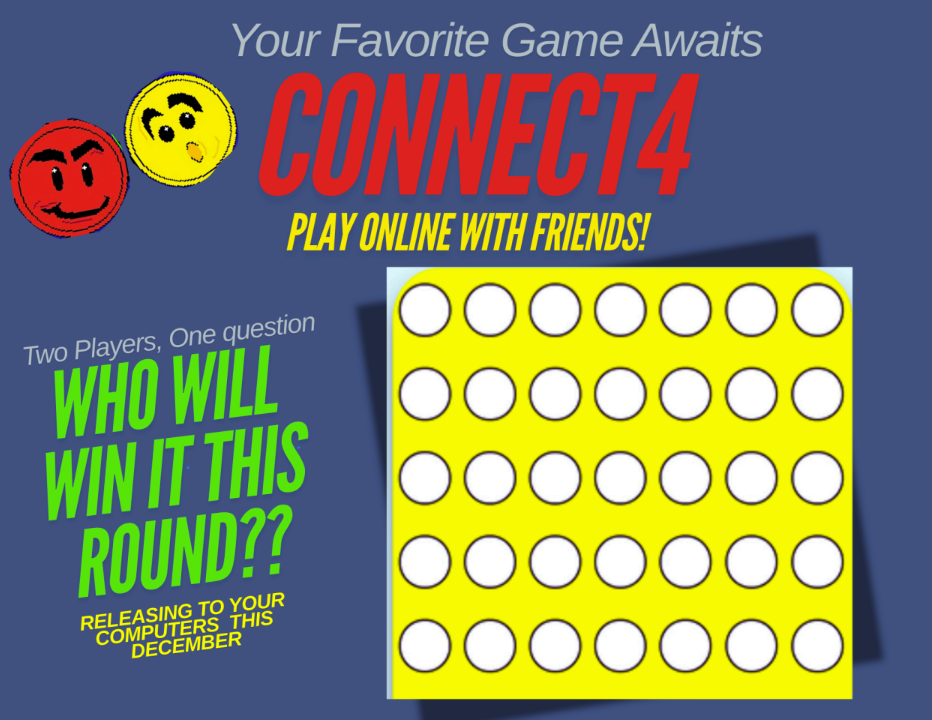 Your Favorite Game Awaits
CONNECT4
PLAY ONLINE WITH FRIENDS!
Two Players, One question
WHO WILL
WIN IT THIS
ROUND??
RELEASING TO YOUR
COMPUTERS THIS
DECEMBER